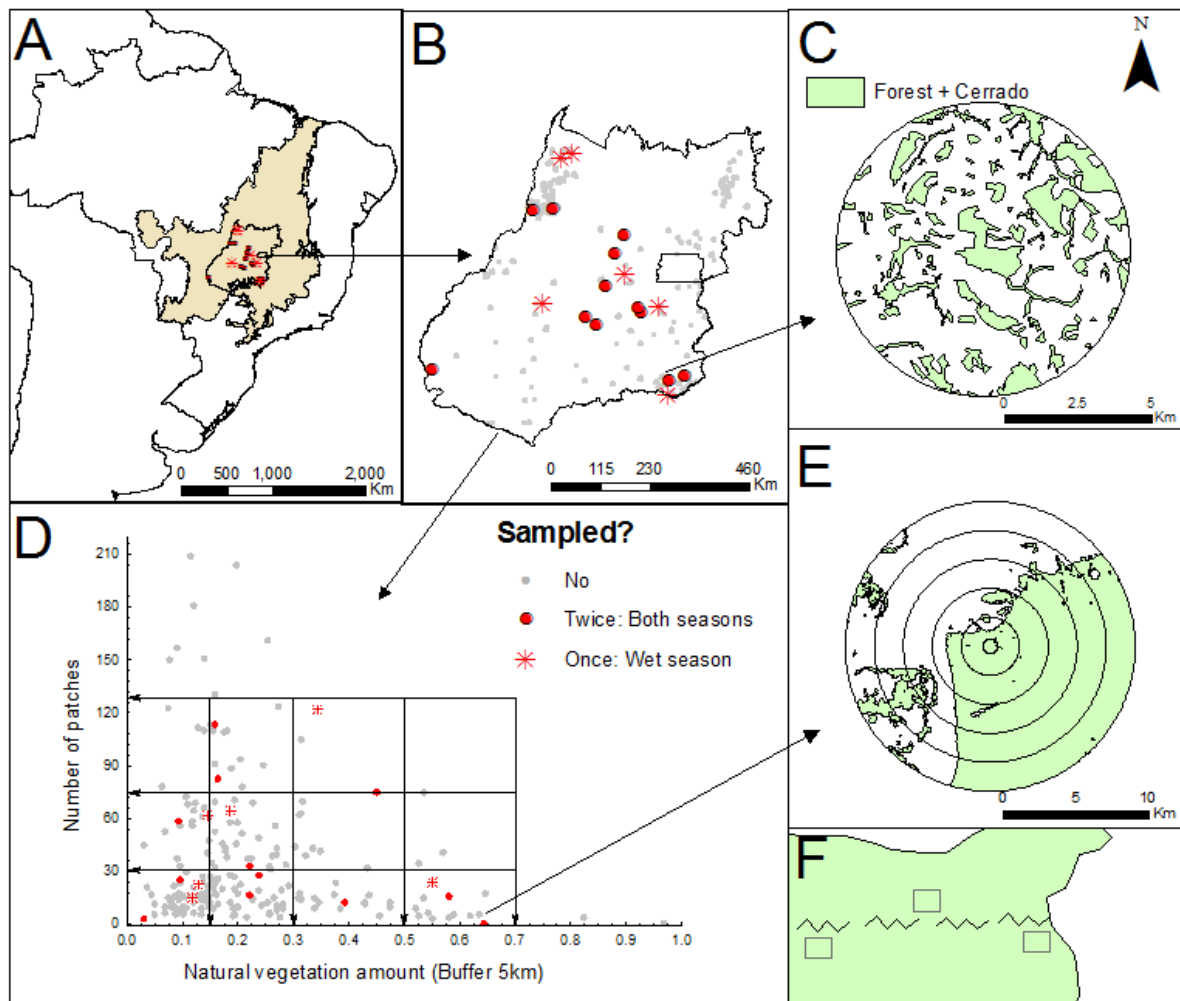 A
0 500 1,000 2,000
Km
B
0 115 230 460
Km
C
N
Forest + Cerrado
0 2.5 5
Km
D
Sampled?
No
Twice: Both seasons
Once: Wet season
Number of patches
210
180
150
120
90
60
30
0
0.0 0.1 0.2 0.3 0.4 0.5 0.6 0.7 0.8 0.9 1.0
Natural vegetation amount (Buffer 5km)
E
0 5 10
Km
F